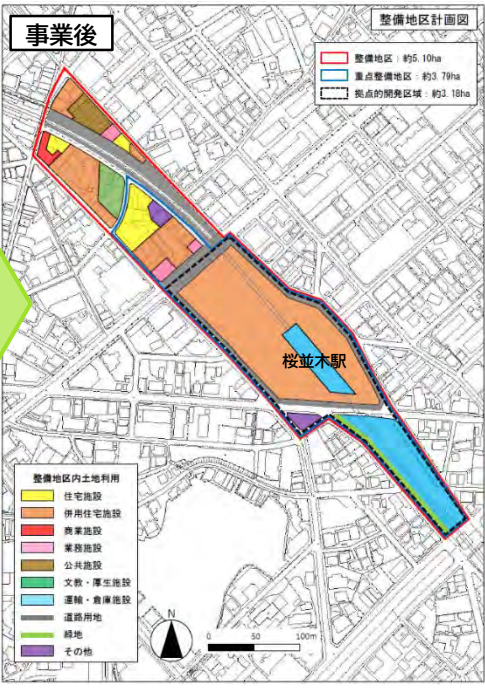 事業後
整備地区計画図
整備地区：約5.10ha
重点整備地区：約3.79ha
拠点的開発区域：約3.18ha
桜並木駅
整備地区内土地利用
住宅施設
併用住宅施設
商業施設
業務施設
公共施設
文教・厚生施設
運輸・倉庫施設
道路用地
緑地
その他
N
0 50 100m